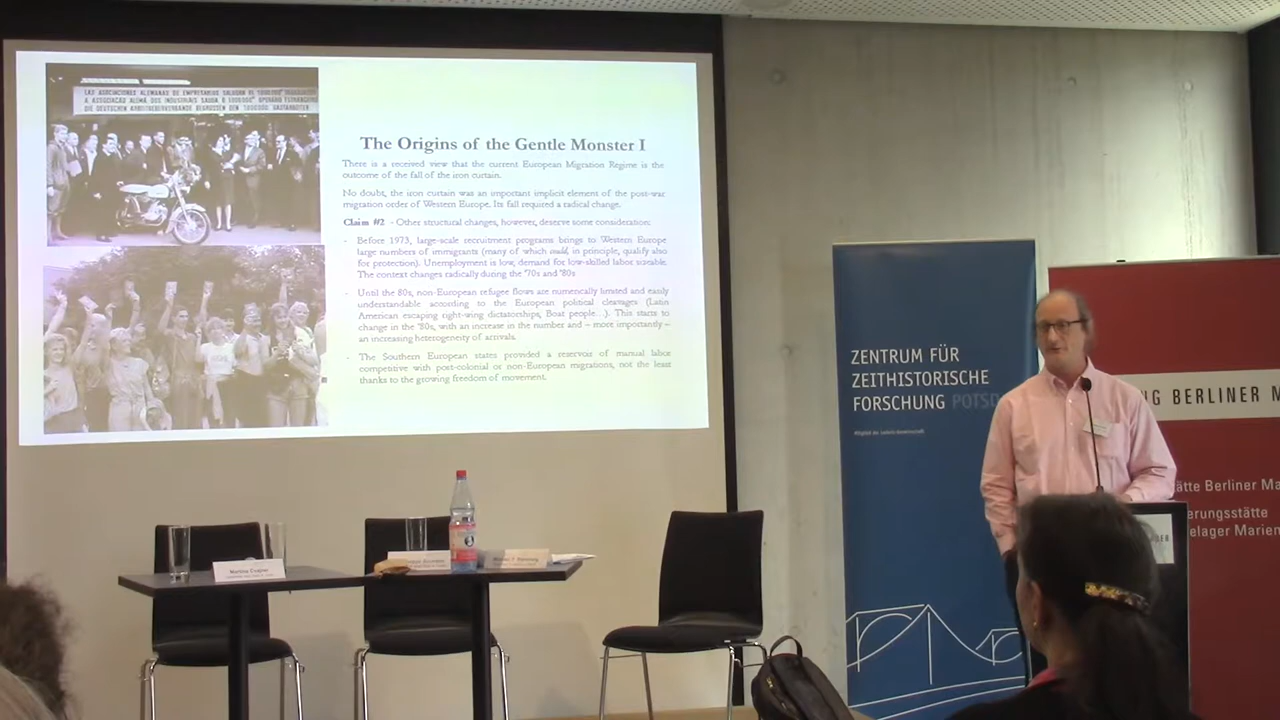 LAS ASOCIACIONES ALEMANAS DE EMPRESARIOS SALUDAN AL 1000000º
A ASSOCIAÇÃO ALEMÃ DOS INDUSTRIAIS SAUDA O 1000000º OPERÁRIO
DIE DEUTSCHEN ARBEITGEBERVERBÄNDE BEGRÜSSEN DEN 1000000. GASTARBEITER
The Origins of the Gentle Monster I
There is a received view that the current European Migration Regime is the
outcome of the fall of the iron curtain.
No doubt, the iron curtain was an important implicit element of the post-war
migration order of Western Europe. Its fall required a radical change.
Claim #2 - Other structural changes, however, deserve some consideration:
- Before 1973, large-scale recruitment programs brings to Western Europe
large numbers of immigrants (many of which could, in principle, qualify also
for protection). Unemployment is low, demand for low-skilled labor sizeable.
The context changes radically during the '70s and '80s
- Until the 80s, non-European refugee flows are numerically limited and easily
understandable according to the European political cleavages (Latin
American escaping right-wing dictatorships, Boat people…). This starts to
change in the '80s, with an increase in the number and – more importantly –
an increasing heterogeneity of arrivals.
- The Southern European states provided a reservoir of manual labor
competitive with post-colonial or non-European migrations, not the least
thanks to the growing freedom of movement.
ZENTRUM FÜR
ZEITHISTORISCHE
FORSCHUNG POTSD
NG BERLINER M
ätte Berliner Ma
erungsstätte
elager Marien